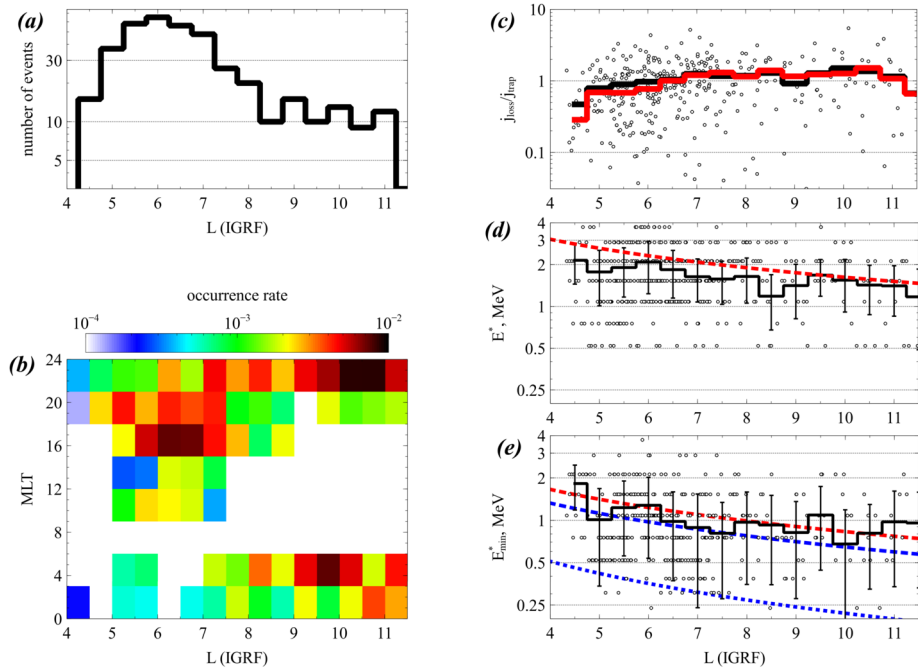 (a)
number of events
30
10
5
4 5 6 7 8 9 10 11
L (IGRF)
occurrence rate
10⁻⁴ 10⁻³ 10⁻²
(b)
MLT
24
20
16
12
8
4
0
4 5 6 7 8 9 10 11
L (IGRF)
(c)
j_loss/j_trap
10
1
0.1
4 5 6 7 8 9 10 11
(d)
E*, MeV
4
3
2
1
0.5
0.25
4 5 6 7 8 9 10 11
(e)
E*_min, MeV
4
3
2
1
0.5
0.25
4 5 6 7 8 9 10 11
L (IGRF)